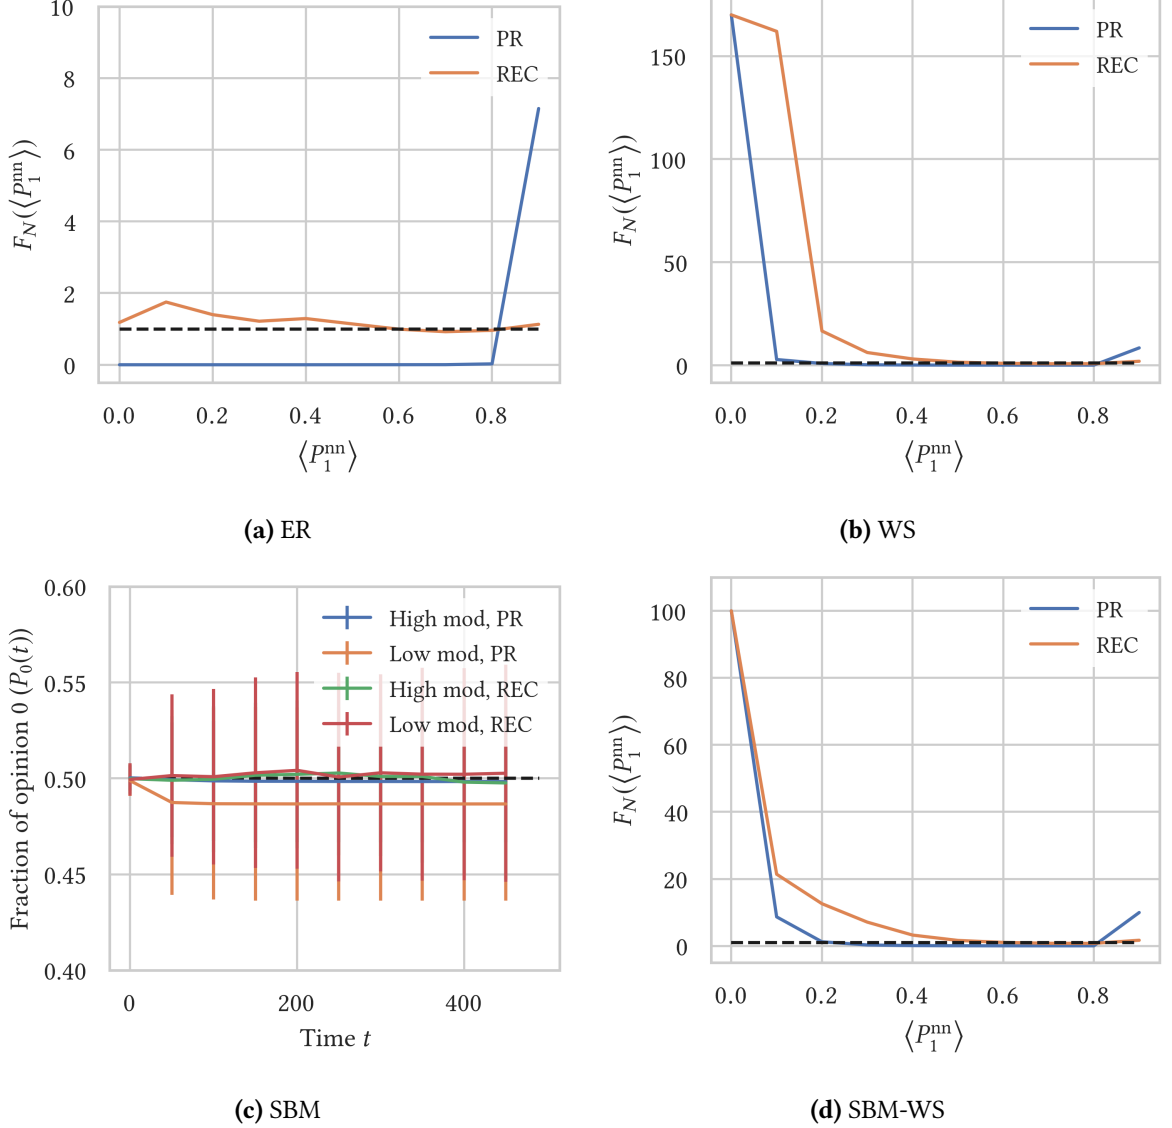 10
8
6
4
2
0
F_N(⟨P_1^nn⟩)
PR
REC
0.0 0.2 0.4 0.6 0.8
⟨P_1^nn⟩
(a) ER
150
100
50
0
F_N(⟨P_1^nn⟩)
PR
REC
0.0 0.2 0.4 0.6 0.8
⟨P_1^nn⟩
(b) WS
0.60
0.55
0.50
0.45
0.40
Fraction of opinion 0 (P_0(t))
High mod, PR
Low mod, PR
High mod, REC
Low mod, REC
0 200 400
Time t
(c) SBM
100
80
60
40
20
0
F_N(⟨P_1^nn⟩)
PR
REC
0.0 0.2 0.4 0.6 0.8
⟨P_1^nn⟩
(d) SBM-WS